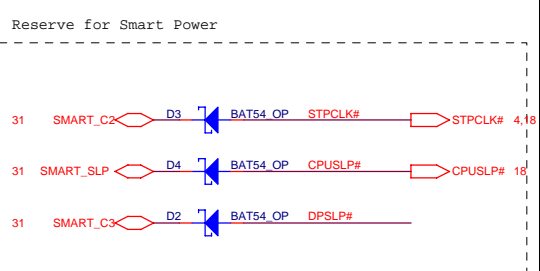 Reserve for Smart Power
31 SMART_C2 D3 BAT54_OP STPCLK# STPCLK# 4,18
31 SMART_SLP D4 BAT54_OP CPUSLP# CPUSLP# 18
31 SMART_C3 D2 BAT54_OP DPSLP#